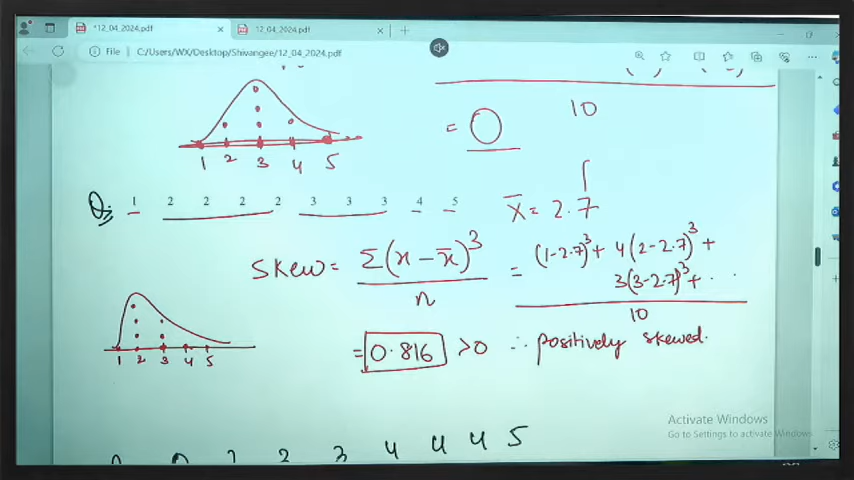 *12_04_2024.pdf
12_04_2024.pdf
File C:/Users/WX/Desktop/Shivangee/12_04_2024.pdf
10
= 0
1 2 3 4 5
Q: 1 2 2 2 2 3 3 3 4 5 x̄ = 2.7
Skew = Σ(x - x̄)³ / n = (1-2.7)³ + 4(2-2.7)³ +
3(3-2.7)³ + . .
10
1 2 3 4 5
= 0.816 >0 ∴ positively skewed.
Activate Windows
Go to Settings to activate Windows.
2 3 4 4 4 5